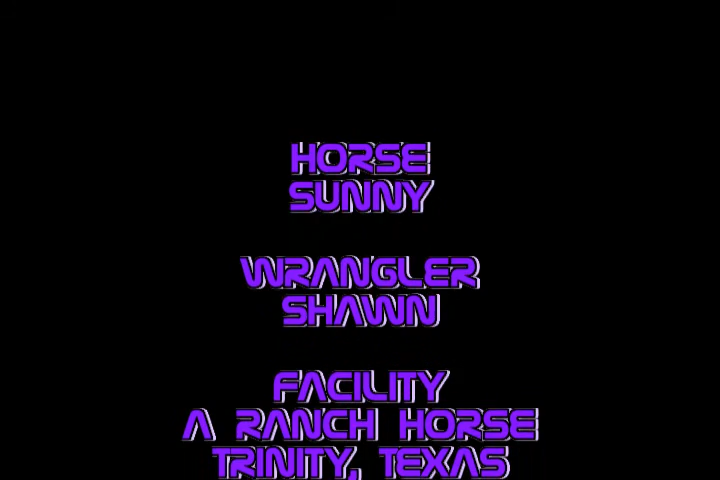 HORSE
SUNNY
WRANGLER
SHAWN
FACILITY
A RANCH HORSE
TRINITY, TEXAS